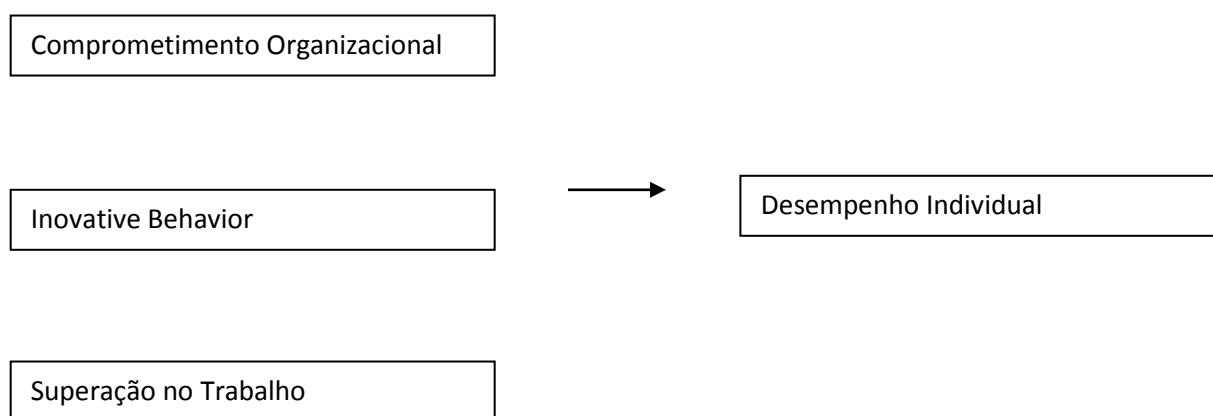 Comprometimento Organizacional
Inovative Behavior
Desempenho Individual
Superação no Trabalho